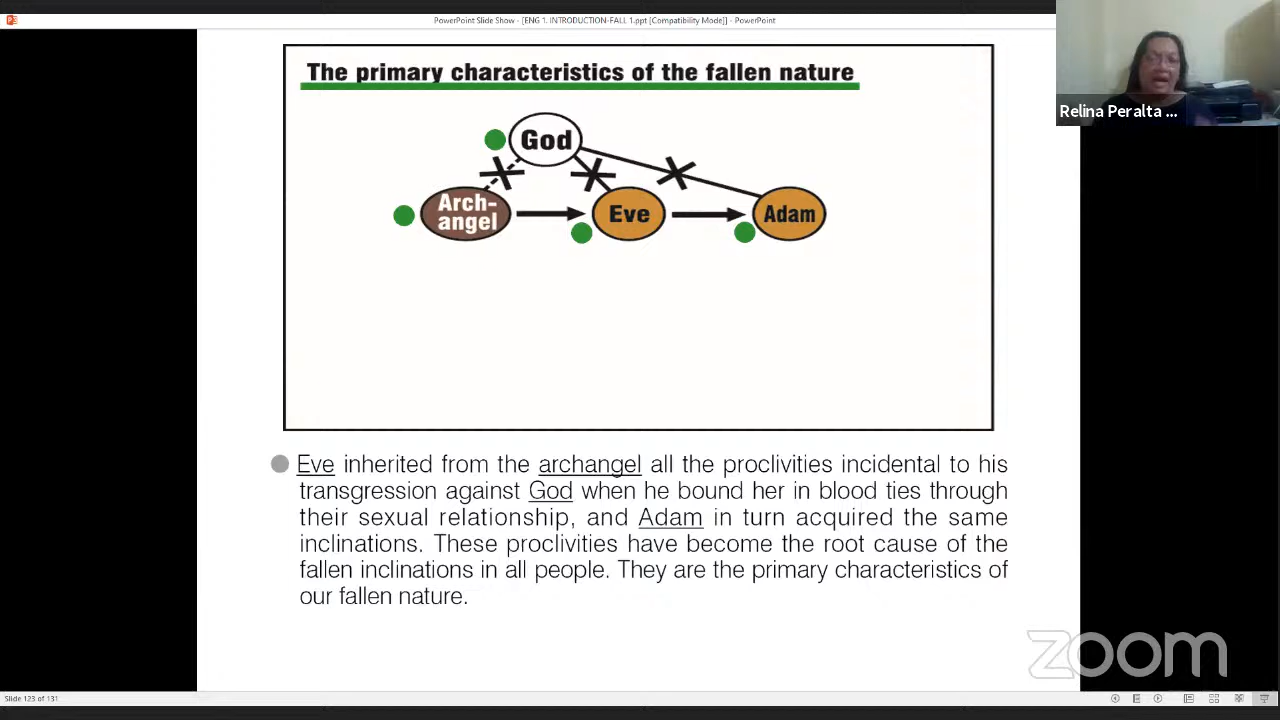 PowerPoint Slide Show - [ENG 1. INTRODUCTION-FALL 1.ppt [Compatibility Mode]] - PowerPoint
The primary characteristics of the fallen nature
God
Arch-
angel
Eve
Adam
Relina Peralta ...
Eve inherited from the archangel all the proclivities incidental to his
transgression against God when he bound her in blood ties through
their sexual relationship, and Adam in turn acquired the same
inclinations. These proclivities have become the root cause of the
fallen inclinations in all people. They are the primary characteristics of
our fallen nature.
zoom
Slide 123 of 131